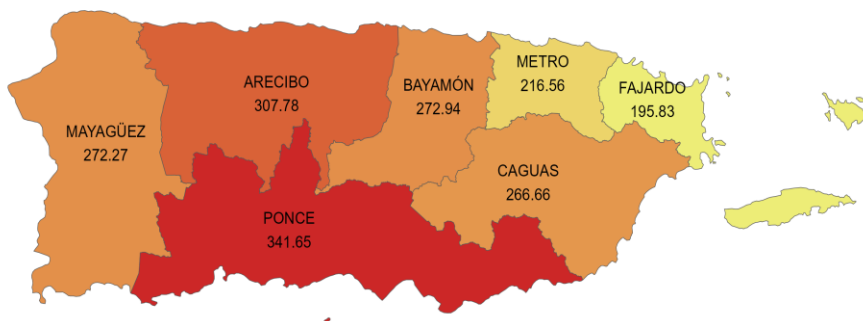 METRO
216.56
ARECIBO
307.78
BAYAMÓN
272.94
FAJARDO
195.83
MAYAGÜEZ
272.27
CAGUAS
266.66
PONCE
341.65